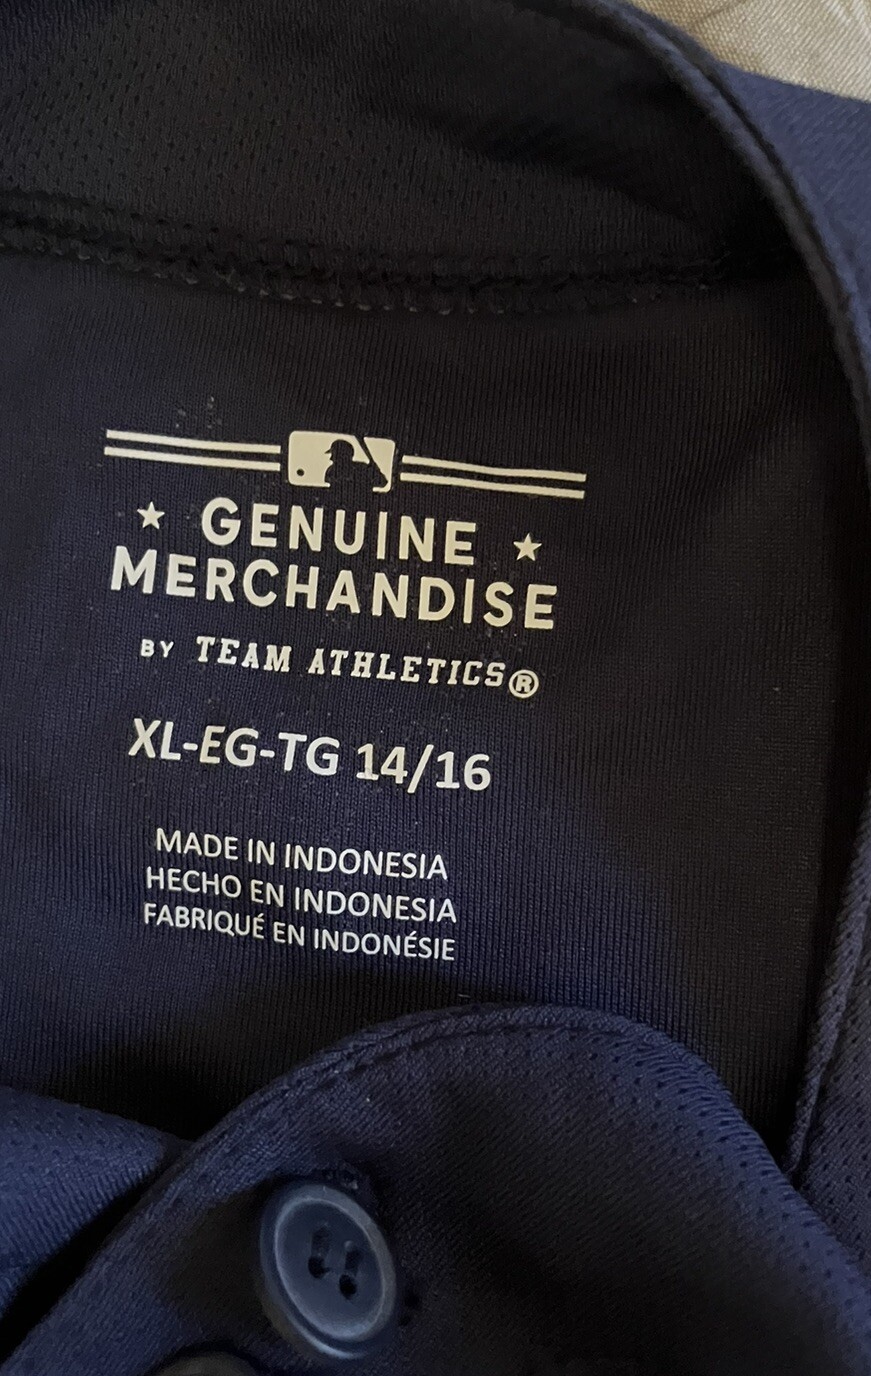 ★ GENUINE ★
MERCHANDISE
BY TEAM ATHLETICS®
XL-EG-TG 14/16
MADE IN INDONESIA
HECHO EN INDONESIA
FABRIQUÉ EN INDONÉSIE